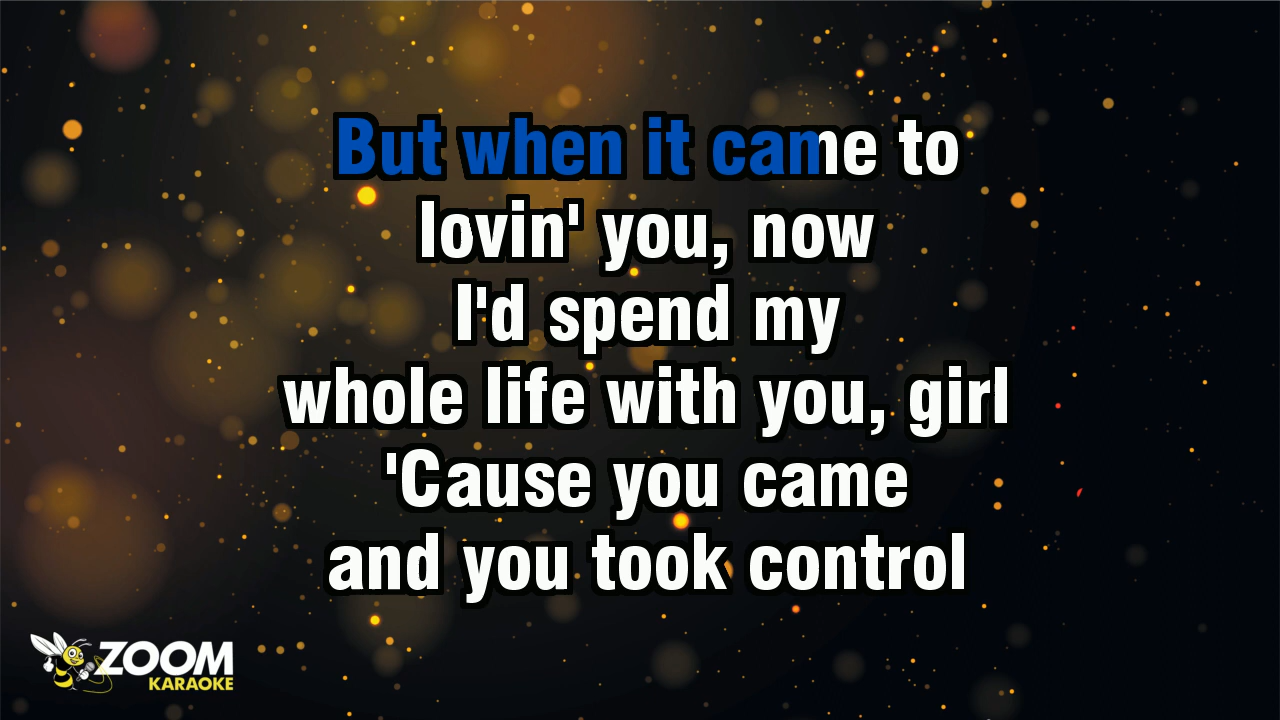 But when it came to
lovin' you, now
I'd spend my
whole life with you, girl
'Cause you came
and you took control
ZOOM
KARAOKE